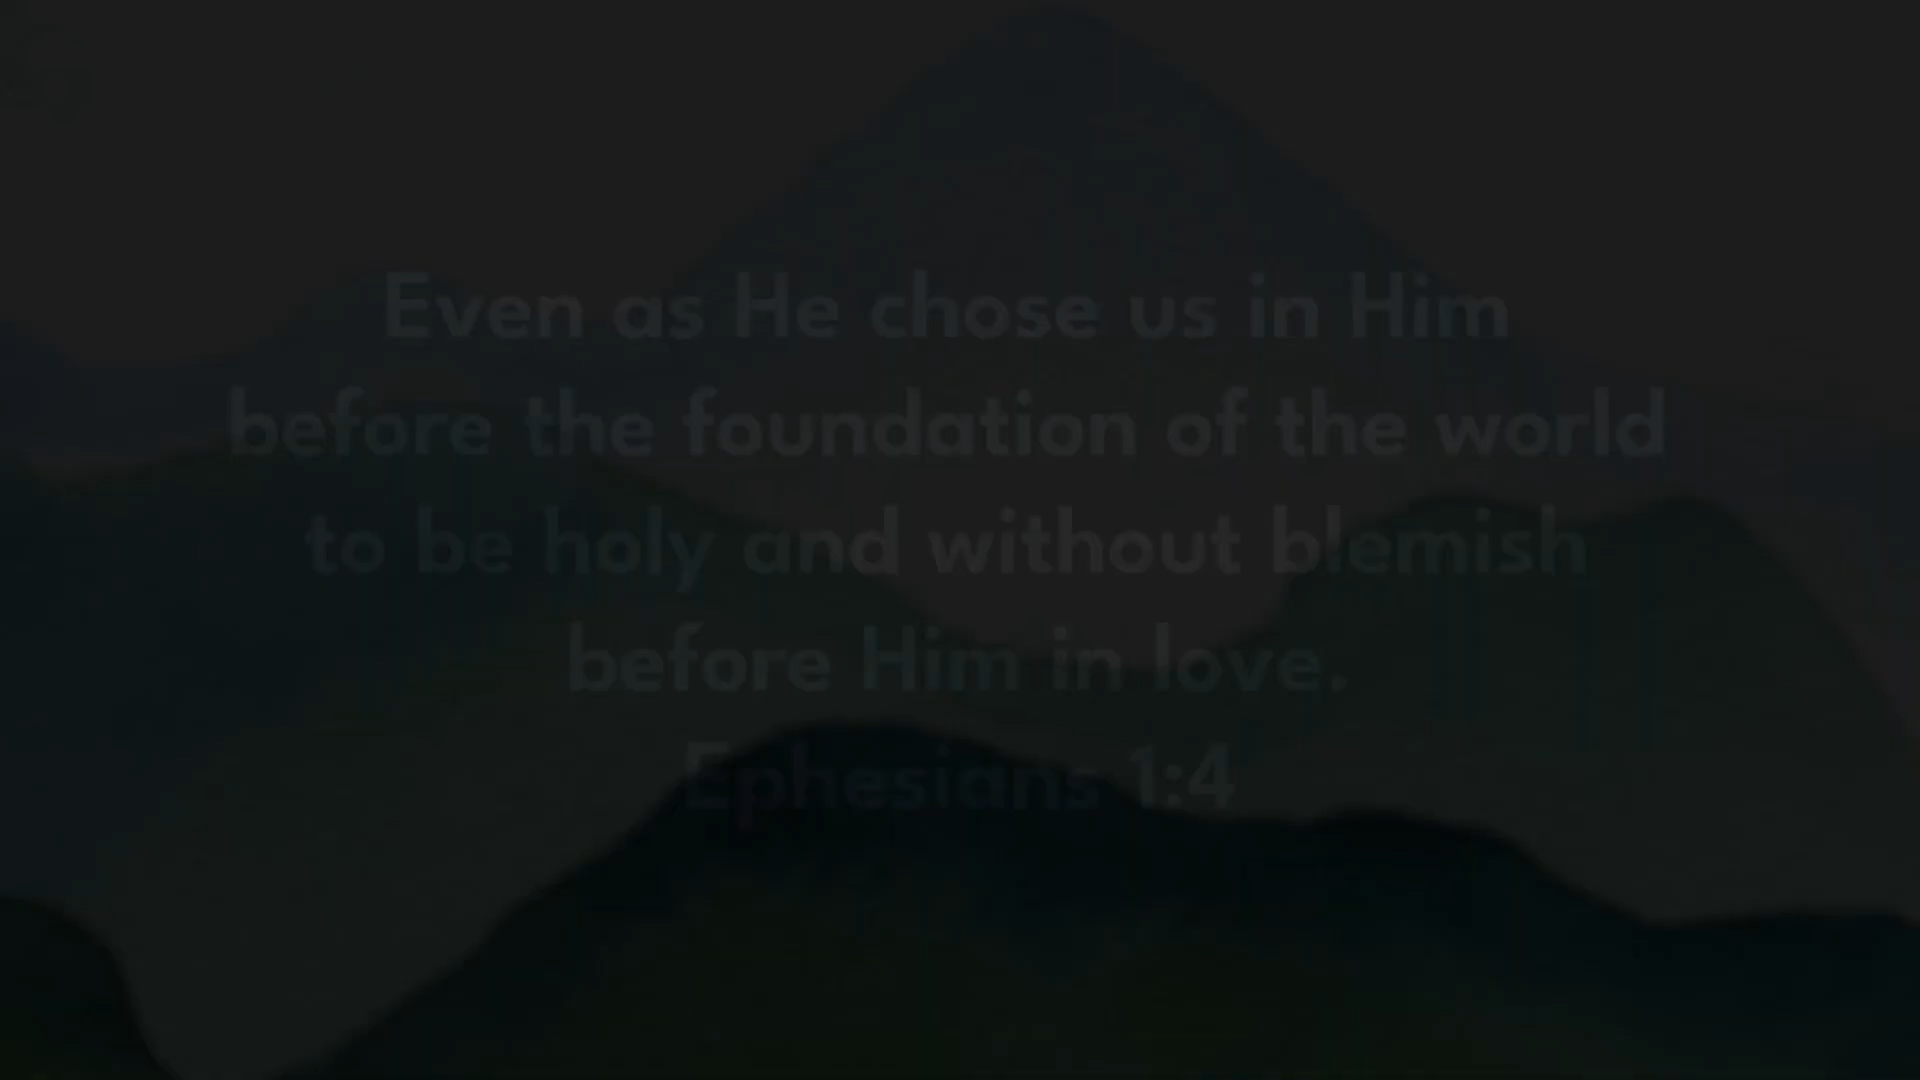 Even as He chose us in Him
before the foundation of the world
to be holy and without blemish
before Him in love.
Ephesians 1:4